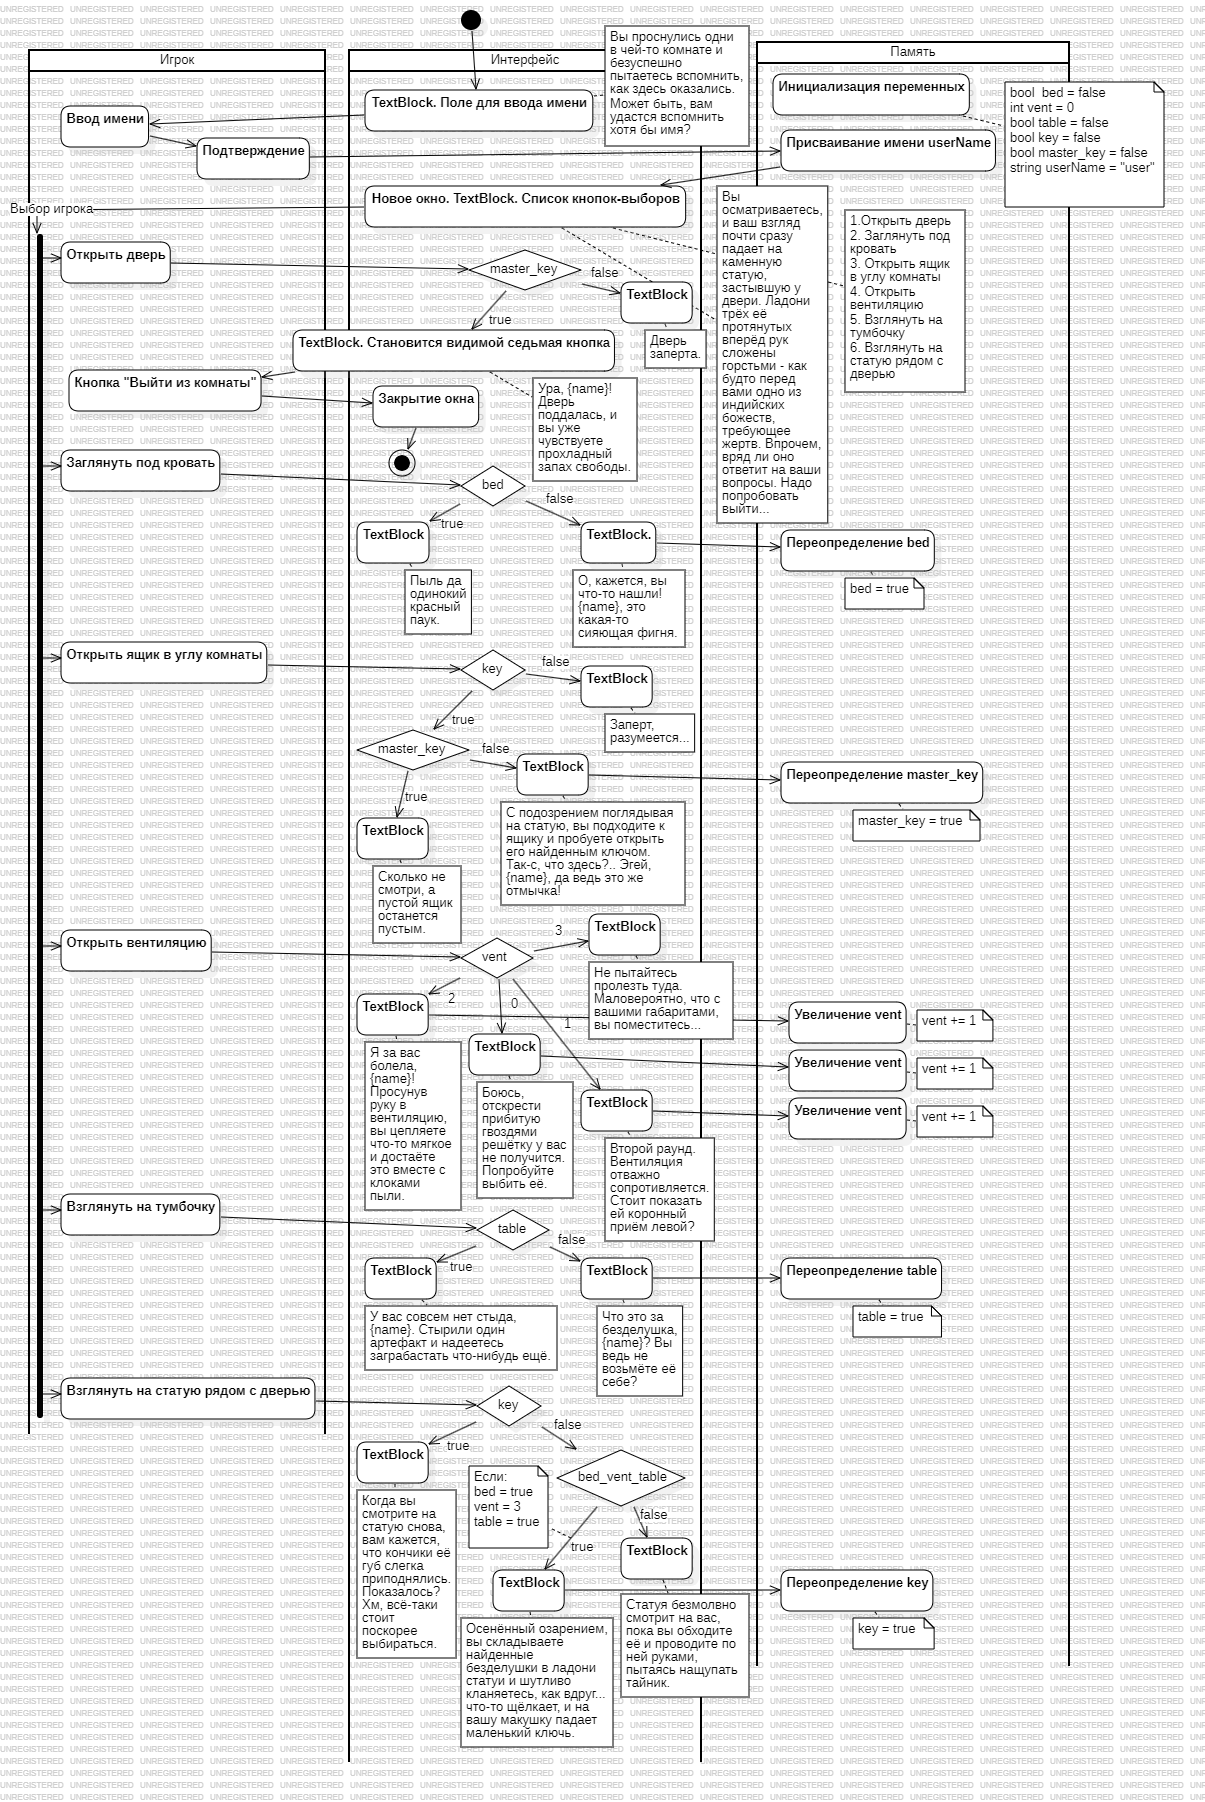 Игрок
Интерфейс
Память
Вы проснулись одни
в чей-то комнате и
безуспешно
пытаетесь вспомнить,
как здесь оказались.
Может быть, вам
удастся вспомнить
хотя бы имя?
TextBlock. Поле для ввода имени
Ввод имени
Подтверждение
Инициализация переменных
bool  bed = false
int vent = 0
bool table = false
bool key = false
bool master_key = false
string userName = "user"
Присваивание имени userName
Новое окно. TextBlock. Список кнопок-выборов
Выбор игрока
Вы
осматриваетесь,
и ваш взгляд
почти сразу
падает на
каменную
статую,
застывшую у
двери. Ладони
трёх её
протянутых
вперёд рук
сложены
горстьми - как
будто перед
вами одно из
индийских
божеств,
требующее
жертв. Впрочем,
вряд ли оно
ответит на ваши
вопросы. Надо
попробовать
выйти...
1.Открыть дверь
2. Заглянуть под
кровать
3. Открыть ящик
в углу комнаты
4. Открыть
вентиляцию
5. Взглянуть на
тумбочку
6. Взглянуть на
статую рядом с
дверью
Открыть дверь
master_key
false
true
TextBlock
Дверь
заперта.
TextBlock. Становится видимой седьмая кнопка
Кнопка "Выйти из комнаты"
Закрытие окна
Ура, {name}!
Дверь
поддалась, и
вы уже
чувствуете
прохладный
запах свободы.
Заглянуть под кровать
bed
true
false
TextBlock
Пыль да
одинокий
красный
паук.
TextBlock.
О, кажется, вы
что-то нашли!
{name}, это
какая-то
сияющая фигня.
Переопределение bed
bed = true
Открыть ящик в углу комнаты
key
false
true
TextBlock
Заперт,
разумеется...
master_key
false
true
TextBlock
С подозрением поглядывая
на статую, вы подходите к
ящику и пробуете открыть
его найденным ключом.
Так-с, что здесь?.. Эгей,
{name}, да ведь это же
отмычка!
Переопределение master_key
master_key = true
TextBlock
Сколько не
смотри, а
пустой ящик
останется
пустым.
Открыть вентиляцию
vent
3
2
0
1
TextBlock
Не пытайтесь
пролезть туда.
Маловероятно, что с
вашими габаритами,
вы поместитесь...
TextBlock
Я за вас
болела,
{name}!
Просунув
руку в
вентиляцию,
вы цепляете
что-то мягкое
и достаёте
это вместе с
клоками
пыли.
TextBlock
Боюсь,
отскрести
прибитую
гвоздями
решётку у вас
не получится.
Попробуйте
выбить её.
TextBlock
Второй раунд.
Вентиляция
отважно
сопротивляется.
Стоит показать
ей коронный
приём левой?
Увеличение vent
vent += 1
Увеличение vent
vent += 1
Увеличение vent
vent += 1
Взглянуть на тумбочку
table
true
false
TextBlock
У вас совсем нет стыда,
{name}. Стырили один
артефакт и надеетесь
заграбастать что-нибудь ещё.
TextBlock
Что это за
безделушка,
{name}? Вы
ведь не
возьмёте её
себе?
Переопределение table
table = true
Взглянуть на статую рядом с дверью
key
true
false
TextBlock
Когда вы
смотрите на
статую снова,
вам кажется,
что кончики её
губ слегка
приподнялись.
Показалось?
Хм, всё-таки
стоит
поскорее
выбираться.
bed_vent_table
Если:
bed = true
vent = 3
table = true
true
false
TextBlock
Осенённый озарением,
вы складываете
найденные
безделушки в ладони
статуи и шутливо
кланяетесь, как вдруг...
что-то щёлкает, и на
вашу макушку падает
маленький ключь.
TextBlock
Статуя безмолвно
смотрит на вас,
пока вы обходите
её и проводите по
ней руками,
пытаясь нащупать
тайник.
Переопределение key
key = true
UNREGISTERED